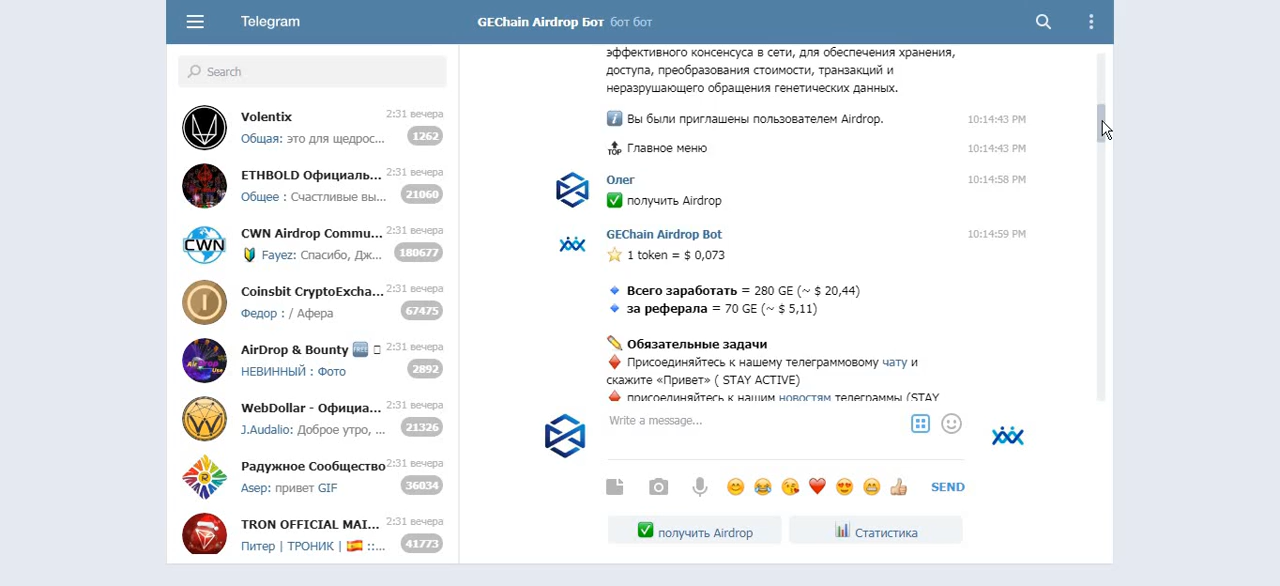 Telegram
GEChain Airdrop Бот бот бот
Search
Volentix 2:31 вечера
Общая: это для щедрос... 1262
ETHBOLD Официаль... 2:31 вечера
Общее : Счастливые вы... 21060
CWN
CWN Airdrop Commu... 2:31 вечера
Fayez: Спасибо, Дж... 180677
Coinsbit CryptoExcha... 2:31 вечера
Федор : / Афера 67475
AirDrop & Bounty FREE 2:31 вечера
НЕВИННЫЙ : Фото 2892
WebDollar - Официа... 2:31 вечера
J.Audalio: Доброе утро, ... 21326
Радужное Сообщество 2:31 вечера
Asep: привет GIF 36034
TRON OFFICIAL MAI... 2:31 вечера
Питер | ТРОНИК | ::... 41773
эффективного консенсуса в сети, для обеспечения хранения,
доступа, преобразования стоимости, транзакций и
неразрушающего обращения генетических данных.
Вы были приглашены пользователем Airdrop. 10:14:43 PM
TOP Главное меню 10:14:43 PM
Олег 10:14:58 PM
получить Airdrop
GEChain Airdrop Bot 10:14:59 PM
1 token = $ 0,073
Всего заработать = 280 GE (~ $ 20,44)
за реферала = 70 GE (~ $ 5,11)
Обязательные задачи
Присоединяйтесь к нашему телеграммовому чату и
скажите «Привет» ( STAY ACTIVE)
присоединяйтесь к нашим новостям телеграммы (STAY
Write a message...
SEND
получить Airdrop
Статистика